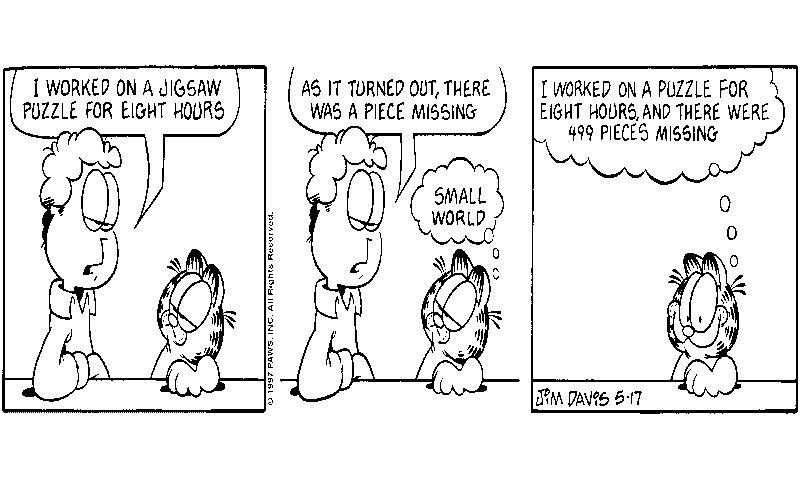 I WORKED ON A JIGSAW
PUZZLE FOR EIGHT HOURS
AS IT TURNED OUT, THERE
WAS A PIECE MISSING
SMALL
WORLD
I WORKED ON A PUZZLE FOR
EIGHT HOURS, AND THERE WERE
499 PIECES MISSING
© 1997 PAWS, INC. All Rights Reserved.
JIM DAVIS 5-17